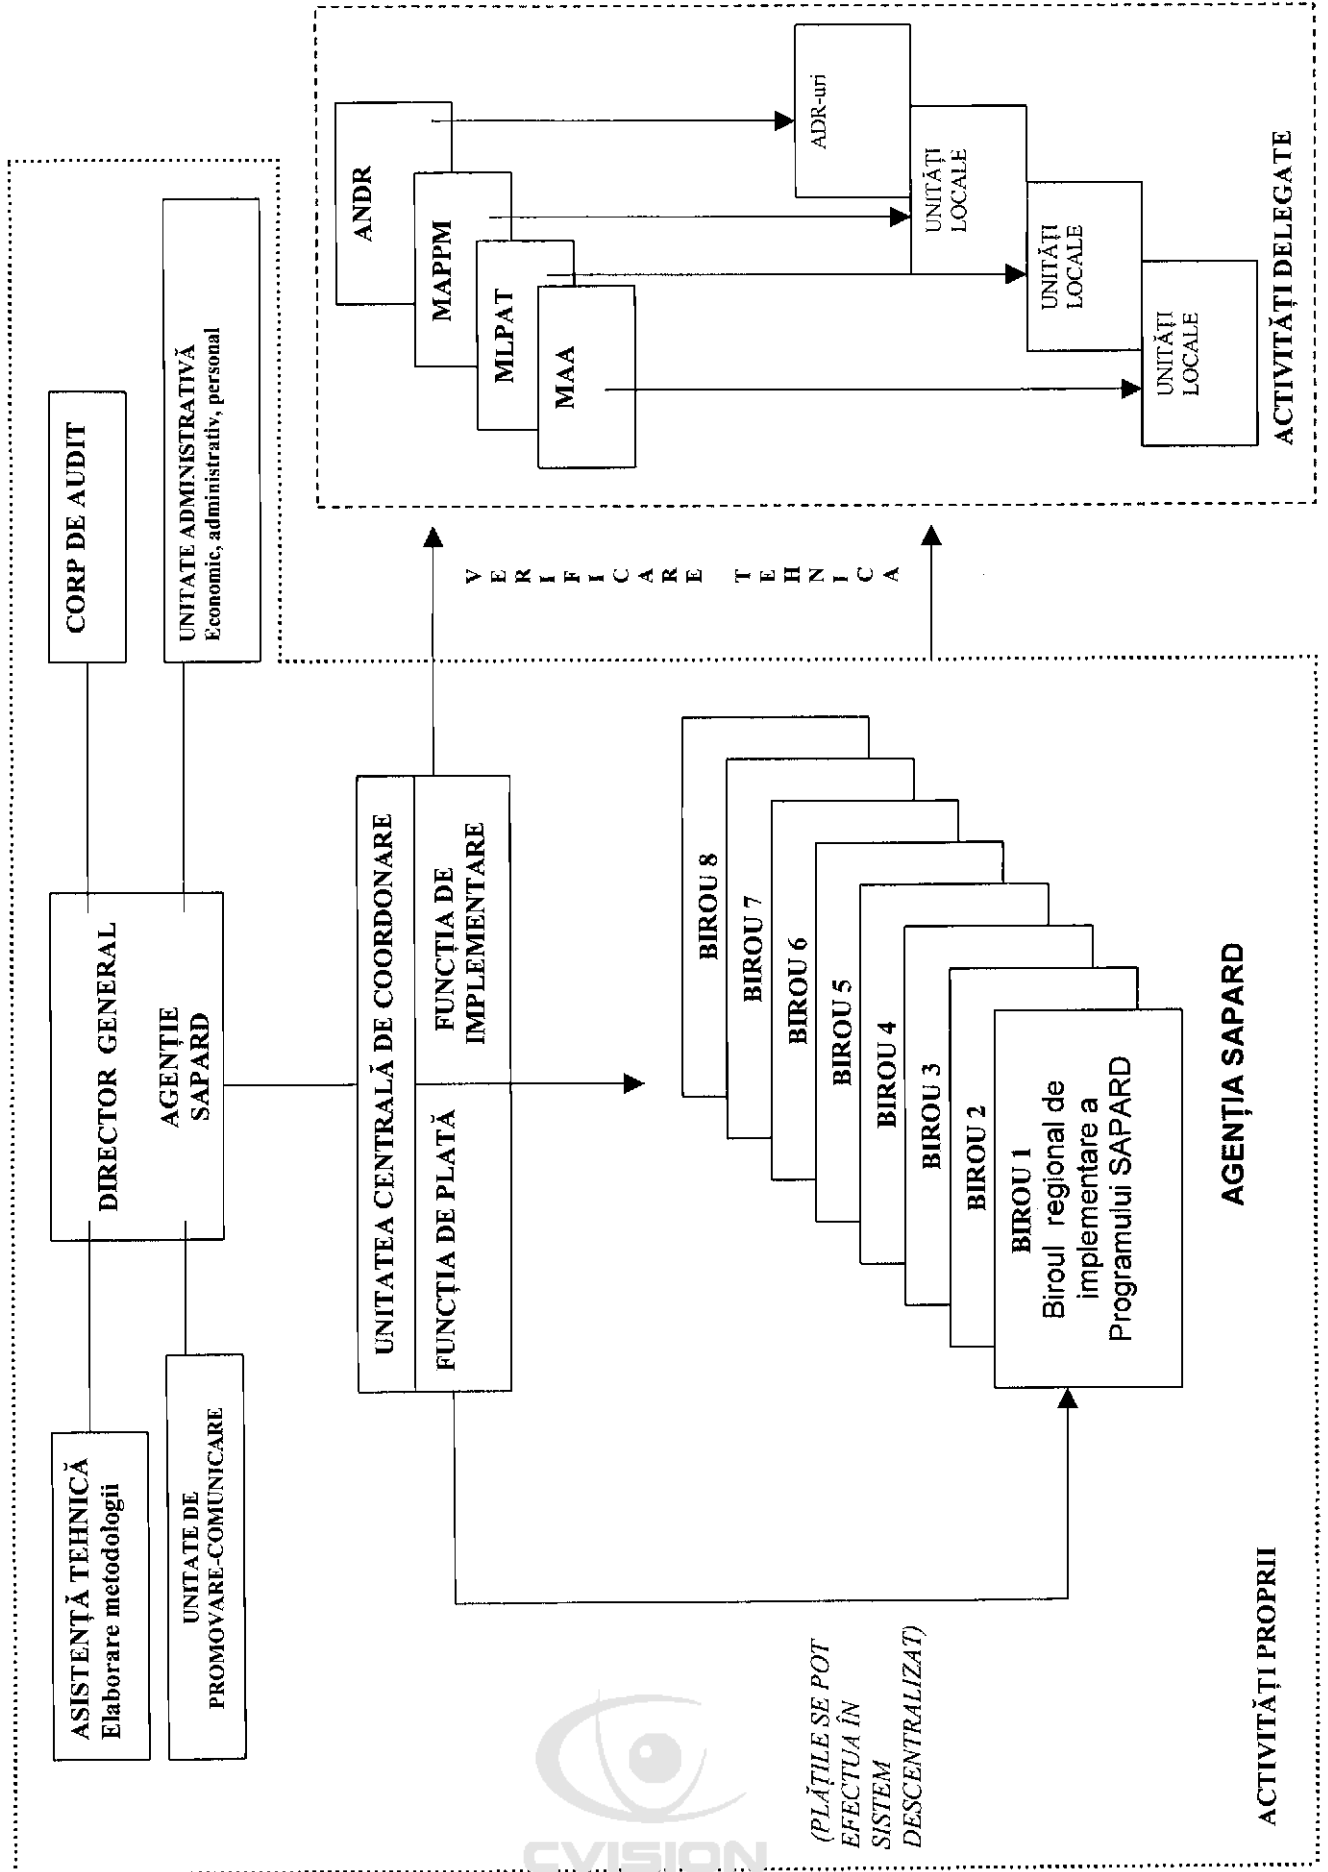 ASISTENȚĂ TEHNICĂ
Elaborare metodologii
UNITATE DE
PROMOVARE-COMUNICARE
DIRECTOR GENERAL
AGENȚIE
SAPARD
CORP DE AUDIT
UNITATE ADMINISTRATIVĂ
Economic, administrativ, personal
UNITATEA CENTRALĂ DE COORDONARE
FUNCȚIA DE PLATĂ
FUNCȚIA DE
IMPLEMENTARE
ANDR
MAPPM
MLPAT
MAA
VERIFICARE TEHNICA
ADR-uri
UNITĂȚI
LOCALE
UNITĂȚI
LOCALE
UNITĂȚI
LOCALE
ACTIVITĂȚI DELEGATE
BIROU 8
BIROU 7
BIROU 6
BIROU 5
BIROU 4
BIROU 3
BIROU 2
BIROU 1
Biroul regional de
implementare a
Programului SAPARD
(PLĂȚILE SE POT
EFECTUA ÎN
SISTEM
DESCENTRALIZAT)
AGENȚIA SAPARD
ACTIVITĂȚI PROPRII
CVISION